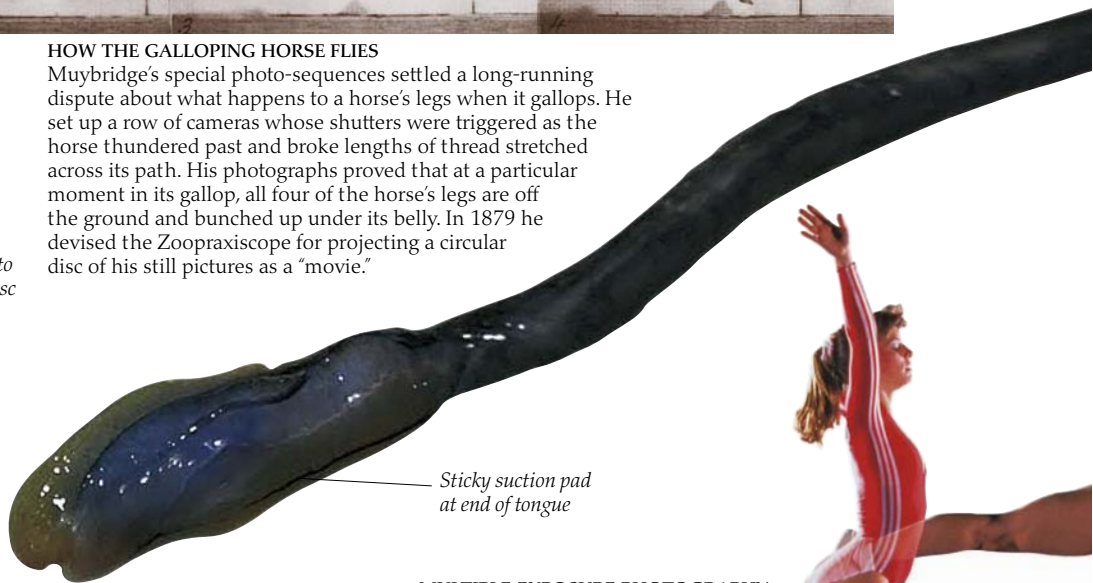 HOW THE GALLOPING HORSE FLIES
Muybridge’s special photo-sequences settled a long-running
dispute about what happens to a horse’s legs when it gallops. He
set up a row of cameras whose shutters were triggered as the
horse thundered past and broke lengths of thread stretched
across its path. His photographs proved that at a particular
moment in its gallop, all four of the horse’s legs are off
the ground and bunched up under its belly. In 1879 he
devised the Zoopraxiscope for projecting a circular
disc of his still pictures as a “movie.”
to
sc
Sticky suction pad
at end of tongue
MULTIPLE-EXPOSURE PHOTOGRAPHY